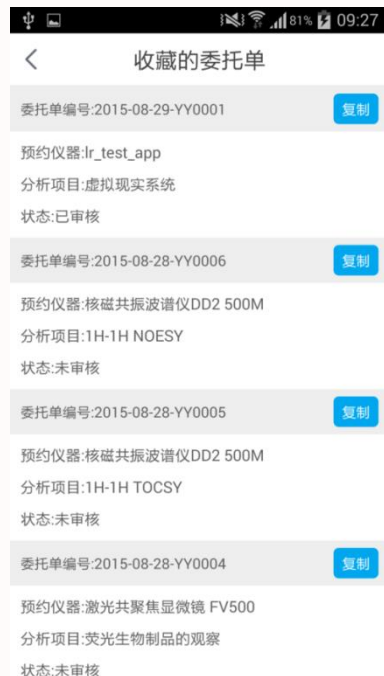 81% 09:27
收藏的委托单
委托单编号:2015-08-29-YY0001 复制
预约仪器:lr_test_app
分析项目:虚拟现实系统
状态:已审核
委托单编号:2015-08-28-YY0006 复制
预约仪器:核磁共振波谱仪DD2 500M
分析项目:1H-1H NOESY
状态:未审核
委托单编号:2015-08-28-YY0005 复制
预约仪器:核磁共振波谱仪DD2 500M
分析项目:1H-1H TOCSY
状态:未审核
委托单编号:2015-08-28-YY0004 复制
预约仪器:激光共聚焦显微镜 FV500
分析项目:荧光生物制品的观察
状态:未审核